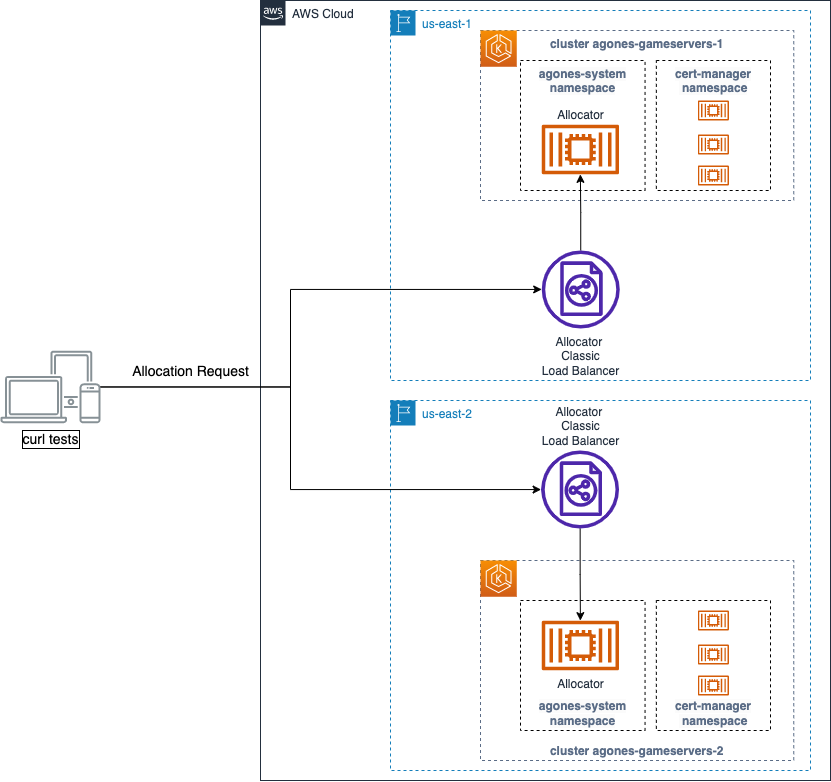 aws
AWS Cloud
us-east-1
cluster agones-gameservers-1
agones-system
namespace
cert-manager
namespace
Allocator
K
Allocator
Classic
Load Balancer
Allocation Request
curl tests
us-east-2
Allocator
Classic
Load Balancer
K
Allocator
agones-system
namespace
cert-manager
namespace
cluster agones-gameservers-2